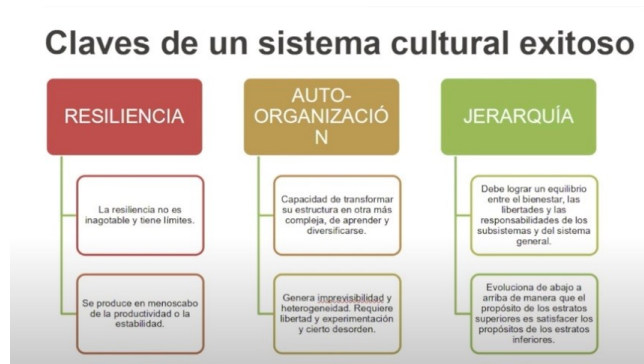 Claves de un sistema cultural exitoso
RESILIENCIA
La resiliencia no es
inagotable y tiene límites.
Se produce en menoscabo
de la productividad o la
estabilidad.
AUTO-
ORGANIZACIÓ
N
Capacidad de transformar
su estructura en otra más
compleja, de aprender y
diversificarse.
Genera imprevisibilidad y
heterogeneidad. Requiere
libertad y experimentación
y cierto desorden.
JERARQUÍA
Debe lograr un equilibrio
entre el bienestar, las
libertades y las
responsabilidades de los
subsistemas y del sistema
general.
Evoluciona de abajo a
arriba de manera que el
propósito de los estratos
superiores es satisfacer los
propósitos de los estratos
inferiores.